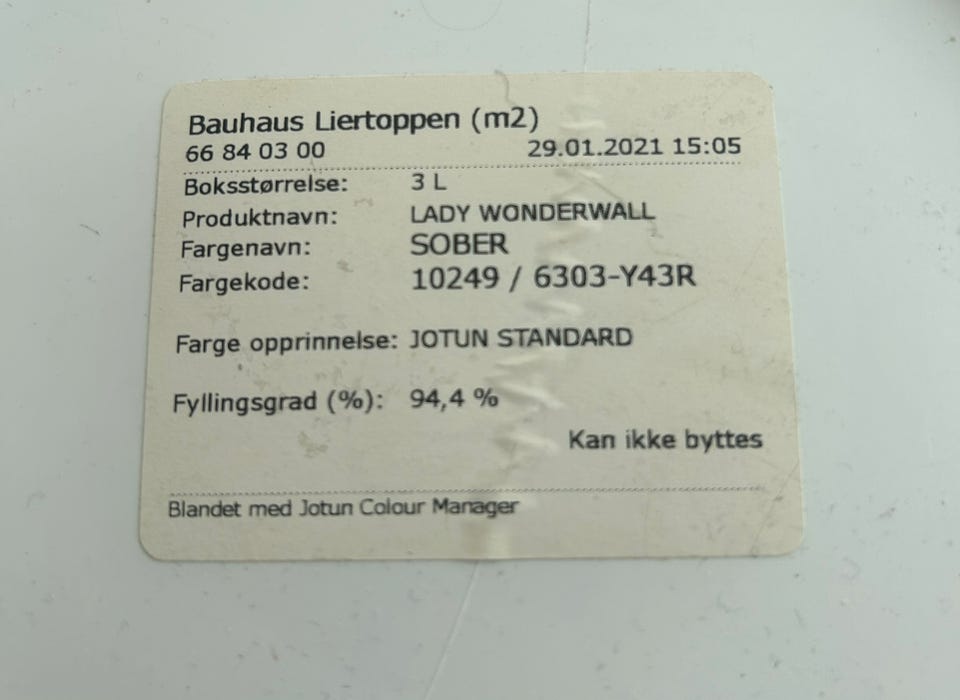 Bauhaus Liertoppen (m2)
66 84 03 00 29.01.2021 15:05
Boksstørrelse: 3 L
Produktnavn: LADY WONDERWALL
Fargenavn: SOBER
Fargekode: 10249 / 6303-Y43R
Farge opprinnelse: JOTUN STANDARD
Fyllingsgrad (%): 94,4 %
Kan ikke byttes
Blandet med Jotun Colour Manager